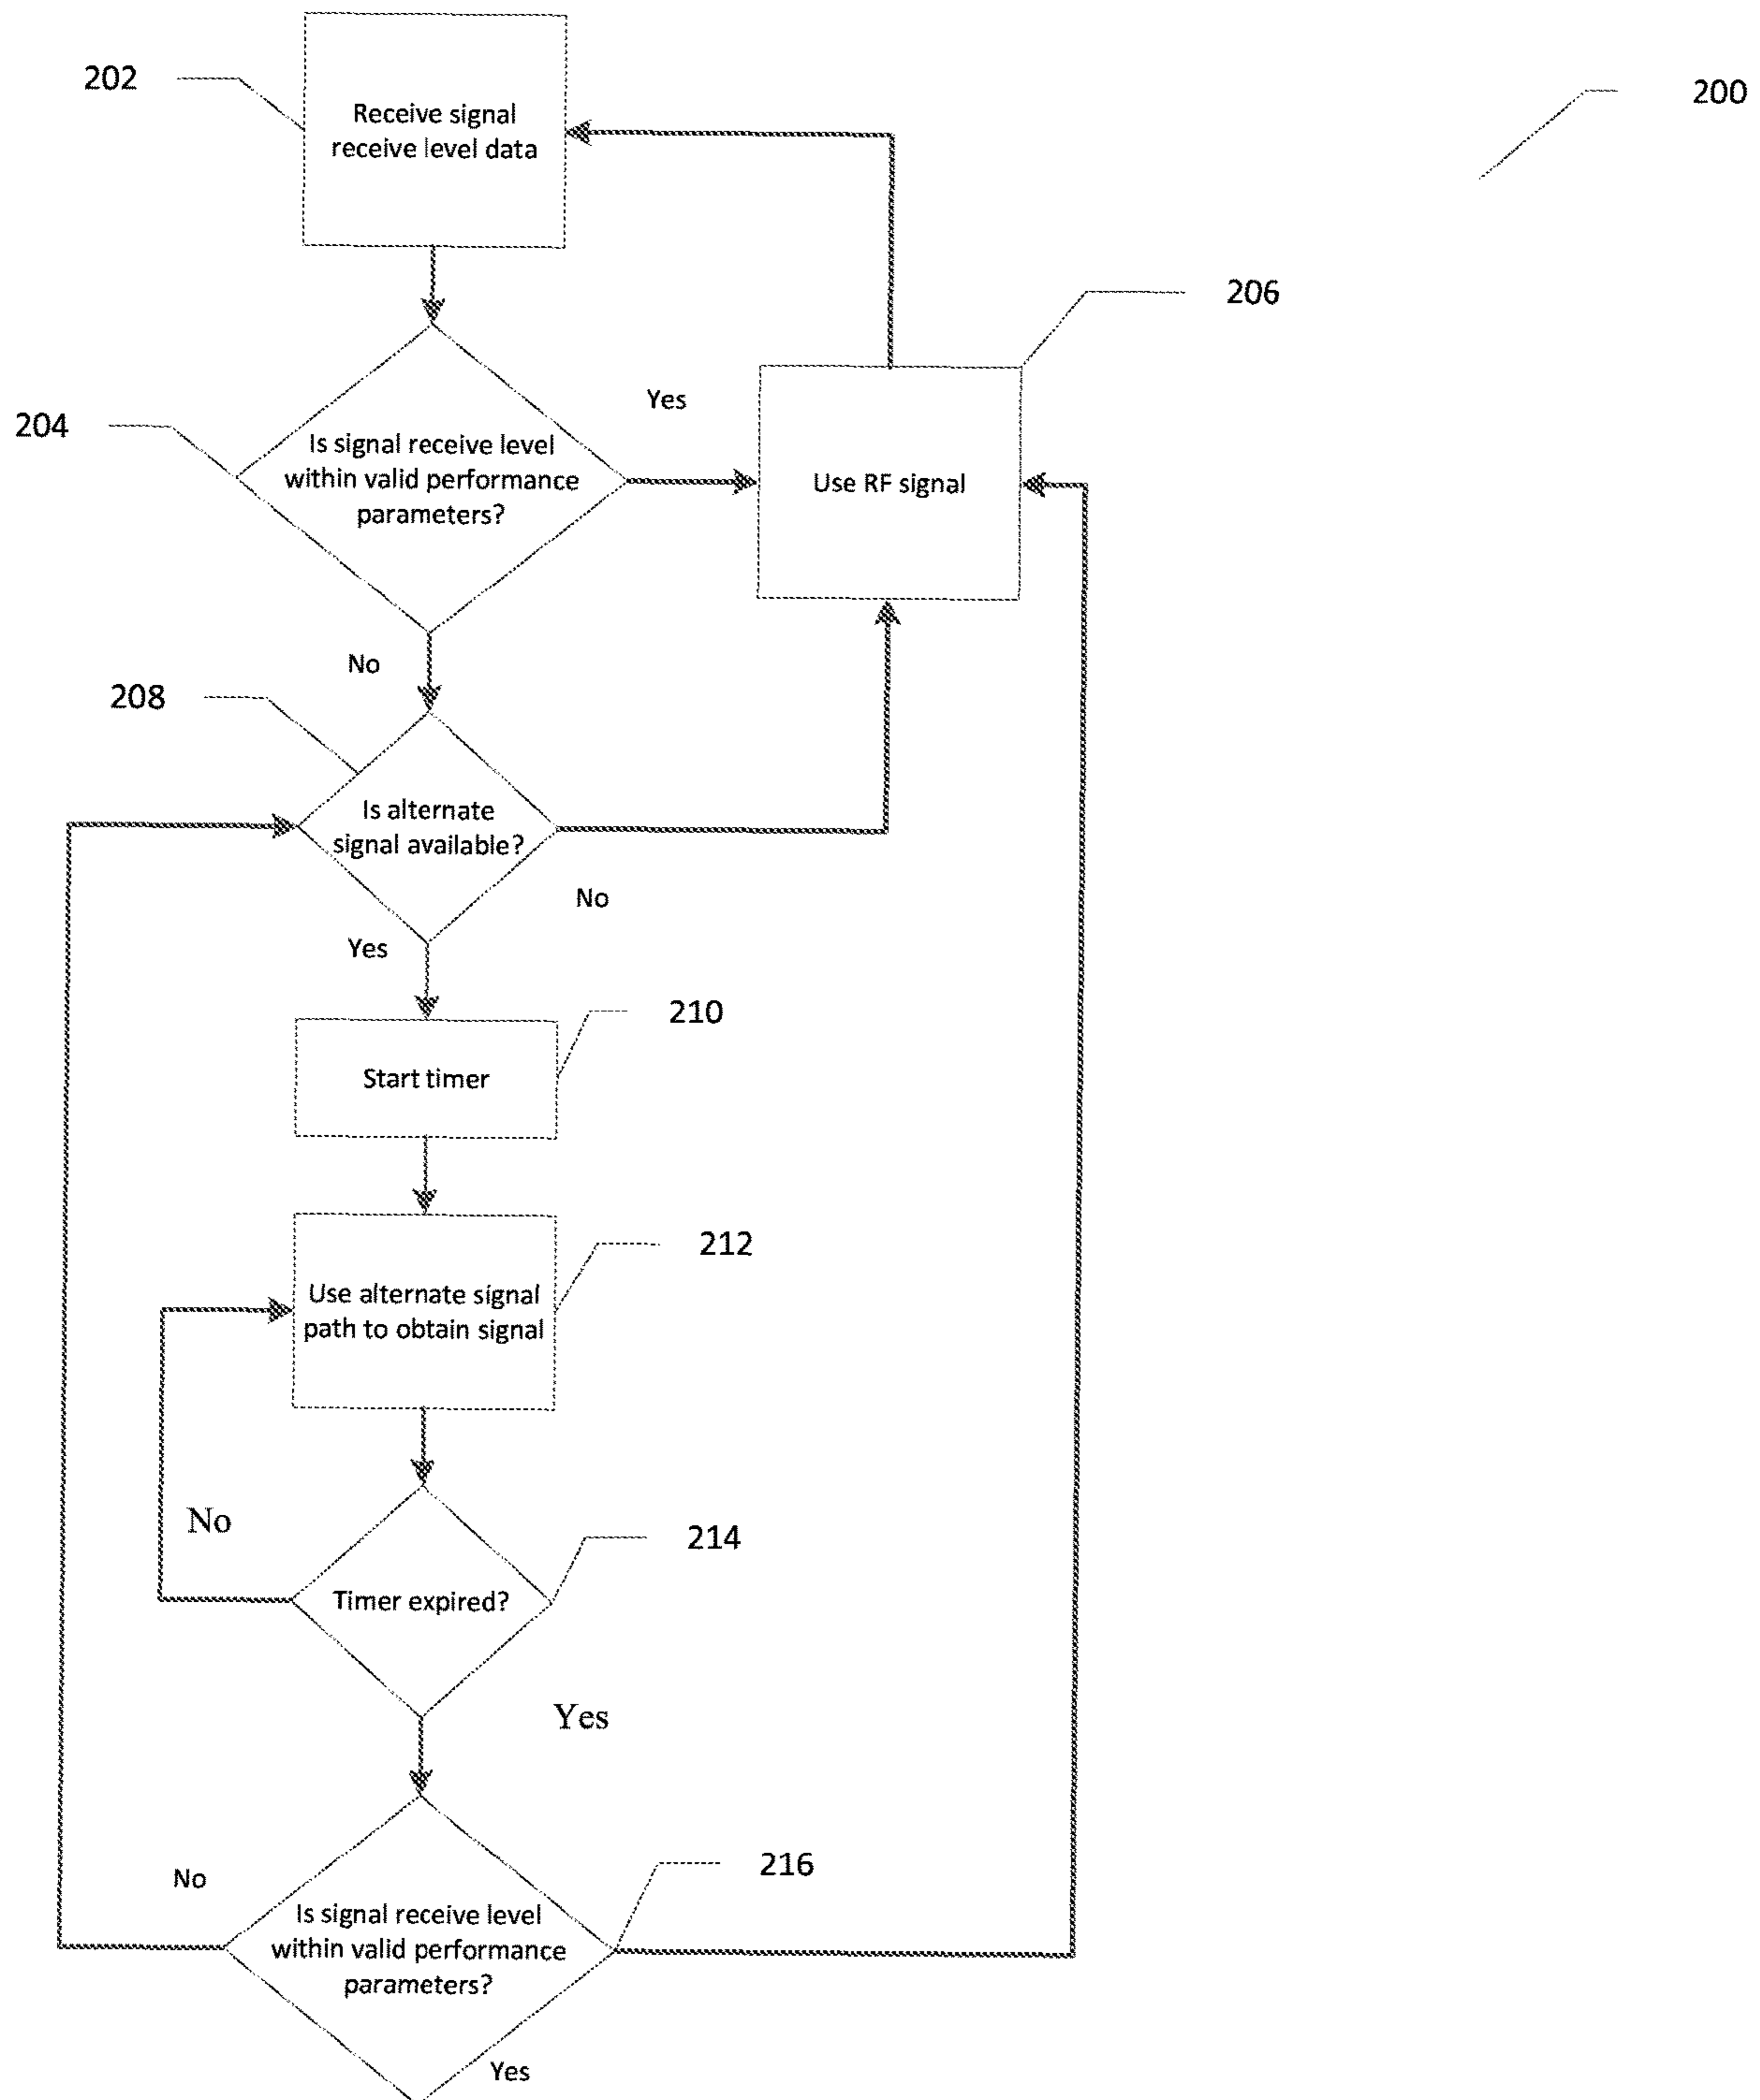 200
202
Receive signal
receive level data
206
Yes
204
Is signal receive level
within valid performance
parameters?
Use RF signal
No
208
Is alternate
signal available?
No
Yes
210
Start timer
212
Use alternate signal
path to obtain signal
No
214
Timer expired?
Yes
216
No
Is signal receive level
within valid performance
parameters?
Yes